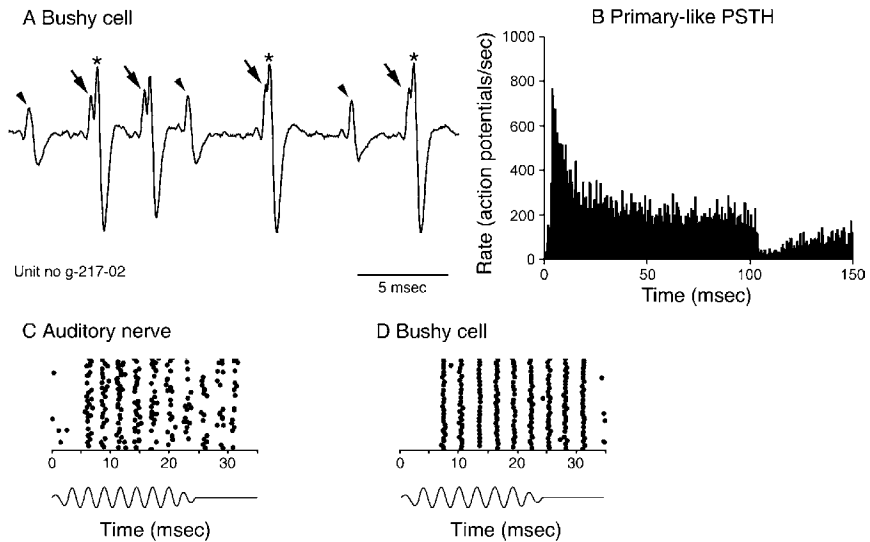 A Bushy cell
* * *
Unit no g-217-02
5 msec
B Primary-like PSTH
Rate (action potentials/sec)
1000
800
600
400
200
0
0 50 100 150
Time (msec)
C Auditory nerve
0 10 20 30
Time (msec)
D Bushy cell
0 10 20 30
Time (msec)